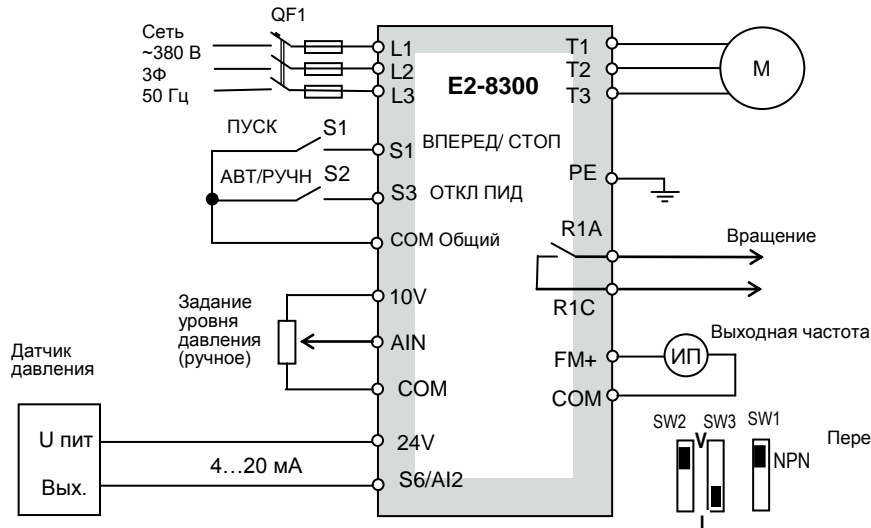 QF1
Сеть
~380 В
3Ф
50 Гц
L1
L2
L3
E2-8300
T1
T2
T3
M
ПУСК
S1
S1
ВПЕРЕД/ СТОП
АВТ/РУЧН
S2
S3
ОТКЛ ПИД
COM Общий
PE
R1A
R1C
Вращение
Задание
уровня
давления
(ручное)
10V
AIN
COM
FM+
COM
ИП
Выходная частота
Датчик
давления
U пит
Вых.
4…20 мА
24V
S6/AI2
SW2
SW3
SW1
V
I
NPN
Пере